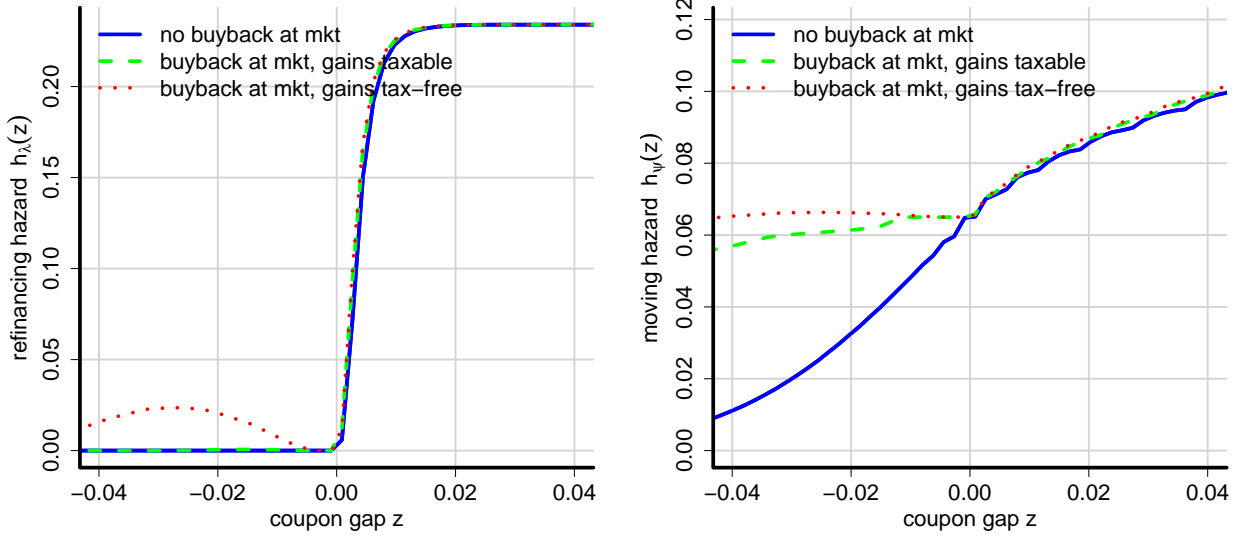 no buyback at mkt
buyback at mkt, gains taxable
buyback at mkt, gains tax−free
refinancing hazard hλ(z)
0.00 0.05 0.10 0.15 0.20
−0.04 −0.02 0.00 0.02 0.04
coupon gap z
no buyback at mkt
buyback at mkt, gains taxable
buyback at mkt, gains tax−free
moving hazard hψ(z)
0.00 0.02 0.04 0.06 0.08 0.10 0.12
−0.04 −0.02 0.00 0.02 0.04
coupon gap z